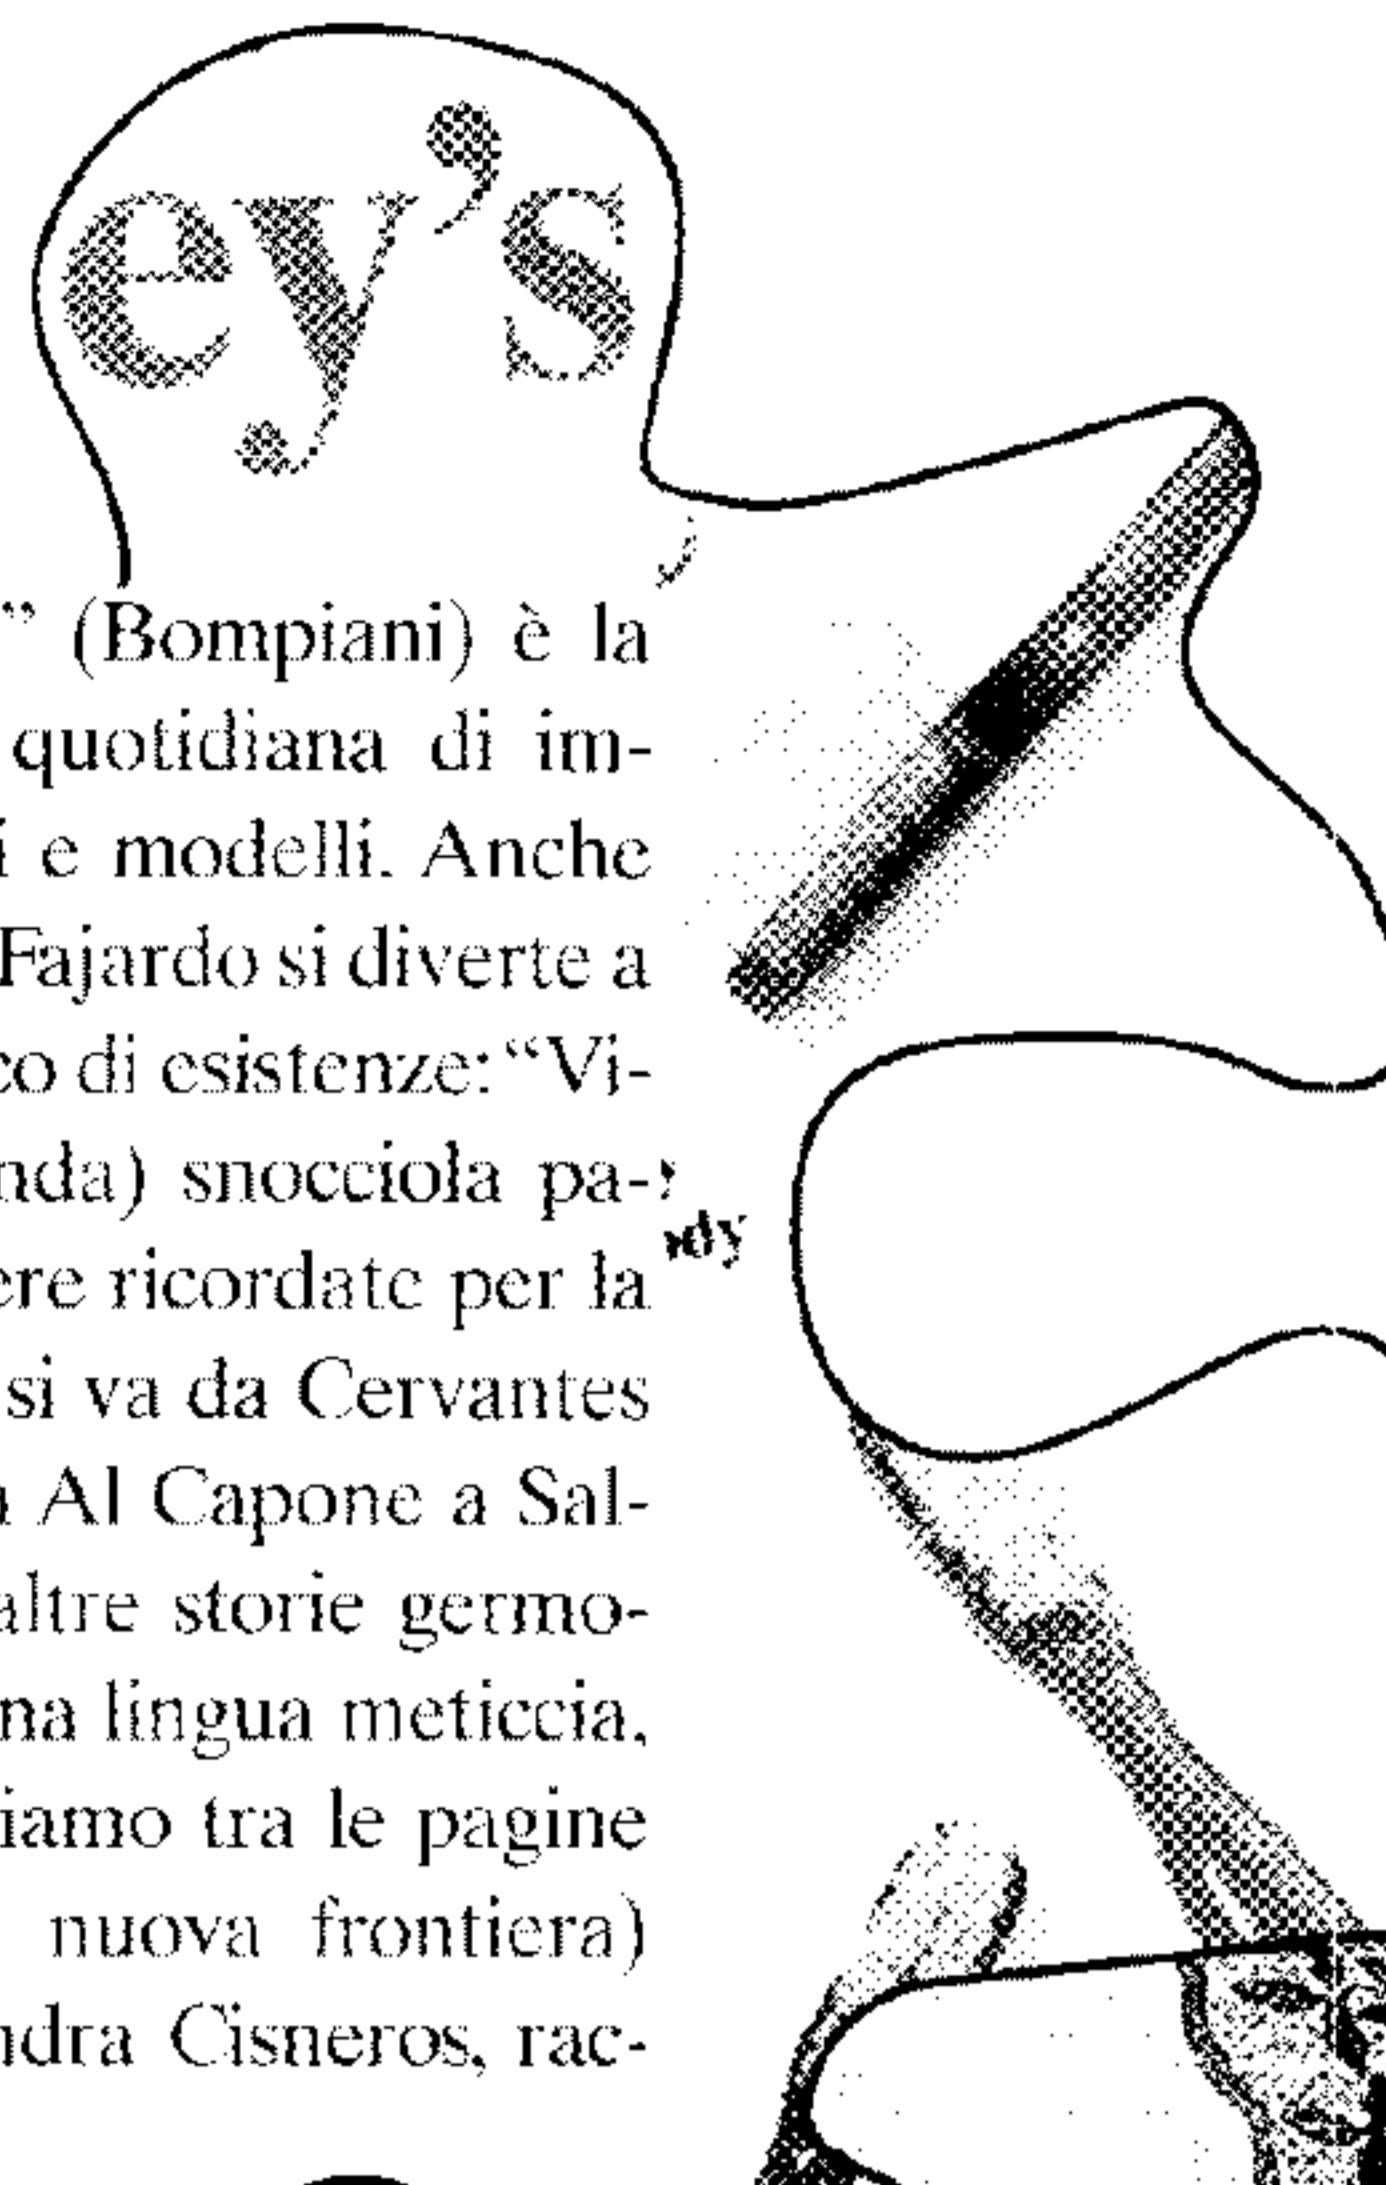 ey's
” (Bompiani) è la
quotidiana di im-
i e modelli. Anche
Fajardo si diverte a
co di esistenze: “Vi-
nda) snocciola pa-
dy
ere ricordate per la
si va da Cervantes
Al Capone a Sal-
altre storie germo-
na lingua meticcia,
iamo tra le pagine
nuova frontiera)
ndra Cisneros, rac-